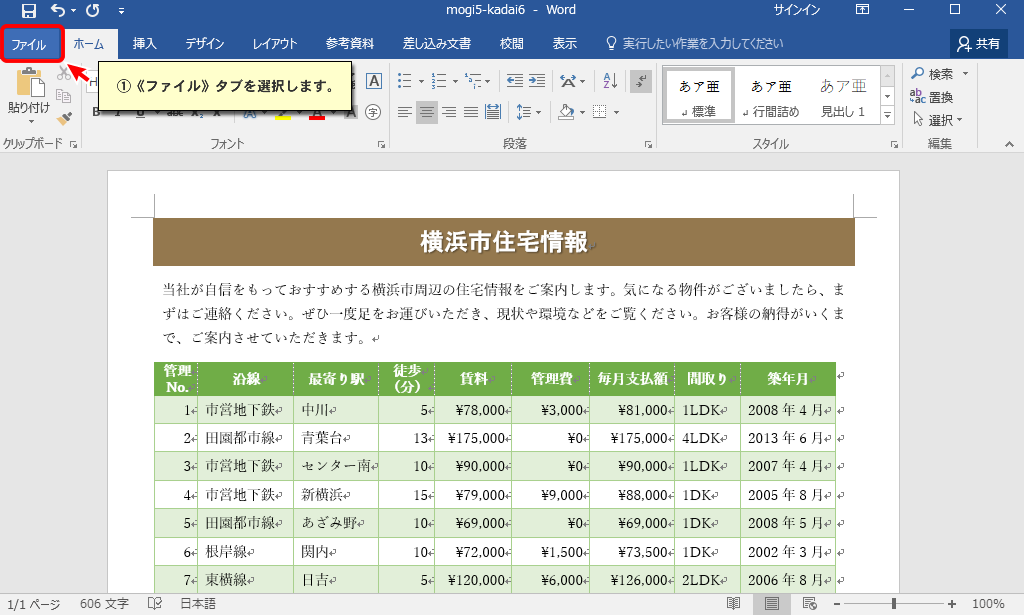 mogi5-kadai6 - Word
サインイン
ファイル ホーム 挿入 デザイン レイアウト 参考資料 差し込み文書 校閲 表示 実行したい作業を入力してください 共有
①《ファイル》タブを選択します。
貼り付け
あア亜 あア亜 あア亜
標準 行間詰め 見出し 1
検索
置換
選択
クリップボード フォント 段落 スタイル 編集
横浜市住宅情報
当社が自信をもっておすすめする横浜市周辺の住宅情報をご案内します。気になる物件がございましたら、ま
ずはご連絡ください。ぜひ一度足をお運びいただき、現状や環境などをご覧ください。お客様の納得がいくま
で、ご案内させていただきます。
管理No. 沿線 最寄り駅 徒歩（分） 賃料 管理費 毎月支払額 間取り 築年月
1 市営地下鉄 中川 5 ¥78,000 ¥3,000 ¥81,000 1LDK 2008 年 4 月
2 田園都市線 青葉台 13 ¥175,000 ¥0 ¥175,000 4LDK 2013 年 6 月
3 市営地下鉄 センター南 10 ¥90,000 ¥0 ¥90,000 1LDK 2007 年 4 月
4 市営地下鉄 新横浜 15 ¥79,000 ¥9,000 ¥88,000 1DK 2005 年 8 月
5 田園都市線 あざみ野 10 ¥69,000 ¥0 ¥69,000 1DK 2008 年 5 月
6 根岸線 関内 10 ¥72,000 ¥1,500 ¥73,500 1DK 2002 年 3 月
7 東横線 日吉 5 ¥120,000 ¥6,000 ¥126,000 2LDK 2006 年 8 月
1/1 ページ 606 文字 日本語 100%